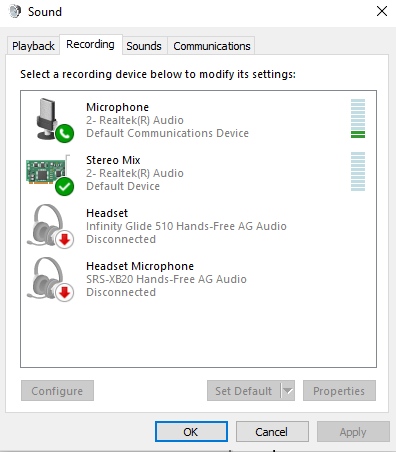 Sound
Playback Recording Sounds Communications
Select a recording device below to modify its settings:
Microphone
2- Realtek(R) Audio
Default Communications Device
Stereo Mix
2- Realtek(R) Audio
Default Device
Headset
Infinity Glide 510 Hands-Free AG Audio
Disconnected
Headset Microphone
SRS-XB20 Hands-Free AG Audio
Disconnected
Configure Set Default Properties
OK Cancel Apply